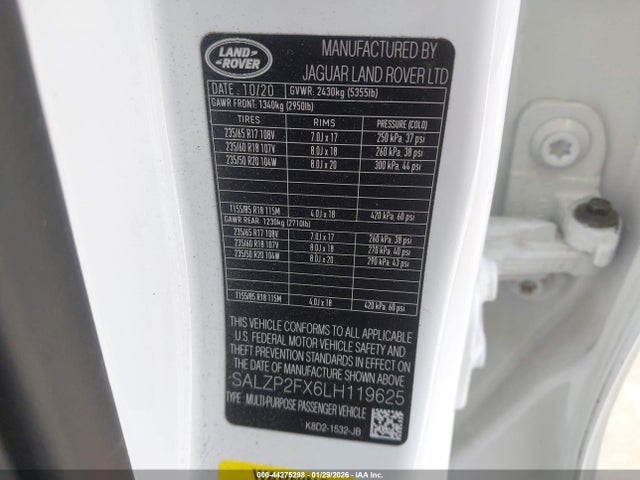 LAND ROVER
MANUFACTURED BY
JAGUAR LAND ROVER LTD
DATE: 10/20 GVWR: 2430kg (5355lb)
GAWR FRONT: 1340kg (2950lb)
TIRES RIMS PRESSURE (COLD)
235/65 R17 108V 7.0J x 17 250 kPa, 37 psi
235/60 R18 107V 8.0J x 18 260 kPa, 38 psi
235/50 R20 104W 8.0J x 20 300 kPa, 44 psi
T155/85 R18 115M 4.0J x 18 420 kPa, 60 psi
GAWR REAR: 1230kg (2710lb)
235/65 R17 108V 7.0J x 17 260 kPa, 38 psi
235/60 R18 107V 8.0J x 18 270 kPa, 40 psi
235/50 R20 104W 8.0J x 20 290 kPa, 43 psi
T155/85 R18 115M 4.0J x 18 420 kPa, 60 psi
THIS VEHICLE CONFORMS TO ALL APPLICABLE
U.S. FEDERAL MOTOR VEHICLE SAFETY AND
THEFT PREVENTION STANDARDS IN EFFECT ON
DATE OF MANUFACTURE SHOWN ABOVE
SALZP2FX6LH119625
TYPE: MULTI-PURPOSE PASSENGER VEHICLE
K8D2-1532-JB
© IAA - 44275298 - 01/29/2026 - IAA, LLC